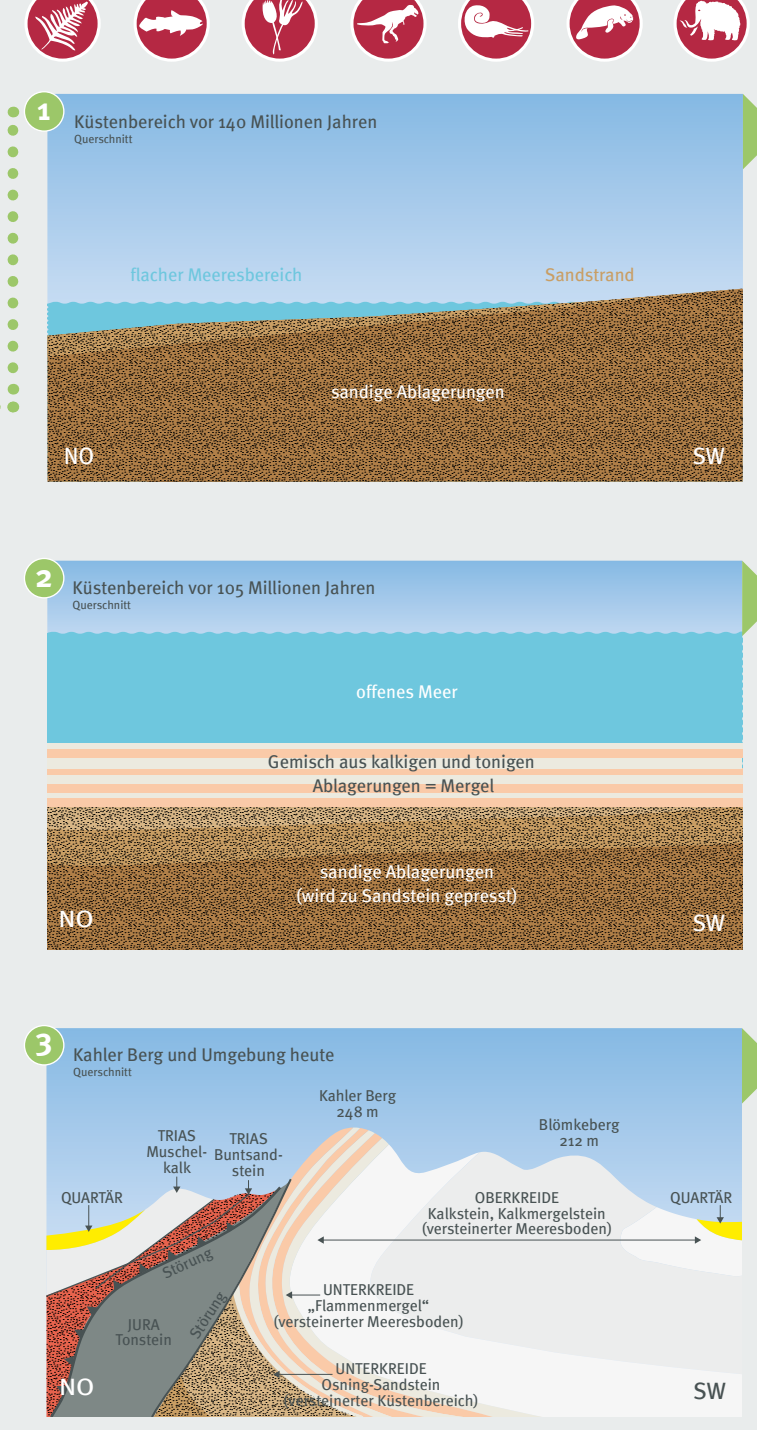 1
Küstenbereich vor 140 Millionen Jahren
Querschnitt
flacher Meeresbereich
Sandstrand
sandige Ablagerungen
NO
SW
2
Küstenbereich vor 105 Millionen Jahren
Querschnitt
offenes Meer
Gemisch aus kalkigen und tonigen
Ablagerungen = Mergel
sandige Ablagerungen
(wird zu Sandstein gepresst)
NO
SW
3
Kahler Berg und Umgebung heute
Querschnitt
Kahler Berg
248 m
Blömkeberg
212 m
TRIAS
Muschel-
kalk
TRIAS
Buntsand-
stein
QUARTÄR
OBERKREIDE
Kalkstein, Kalkmergelstein
(versteinerter Meeresboden)
QUARTÄR
Störung
Störung
JURA
Tonstein
UNTERKREIDE
„Flammenmergel“
(versteinerter Meeresboden)
UNTERKREIDE
Osning-Sandstein
(versteinerter Küstenbereich)
NO
SW